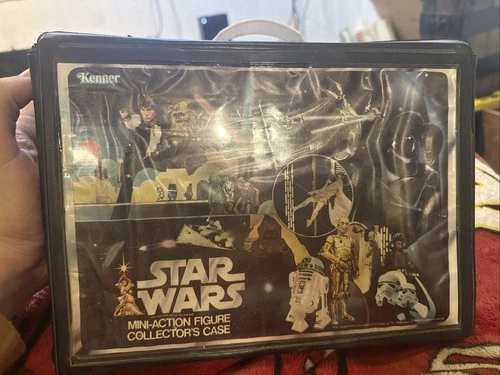 Kenner
STAR
WARS
MINI-ACTION FIGURE
COLLECTOR'S CASE